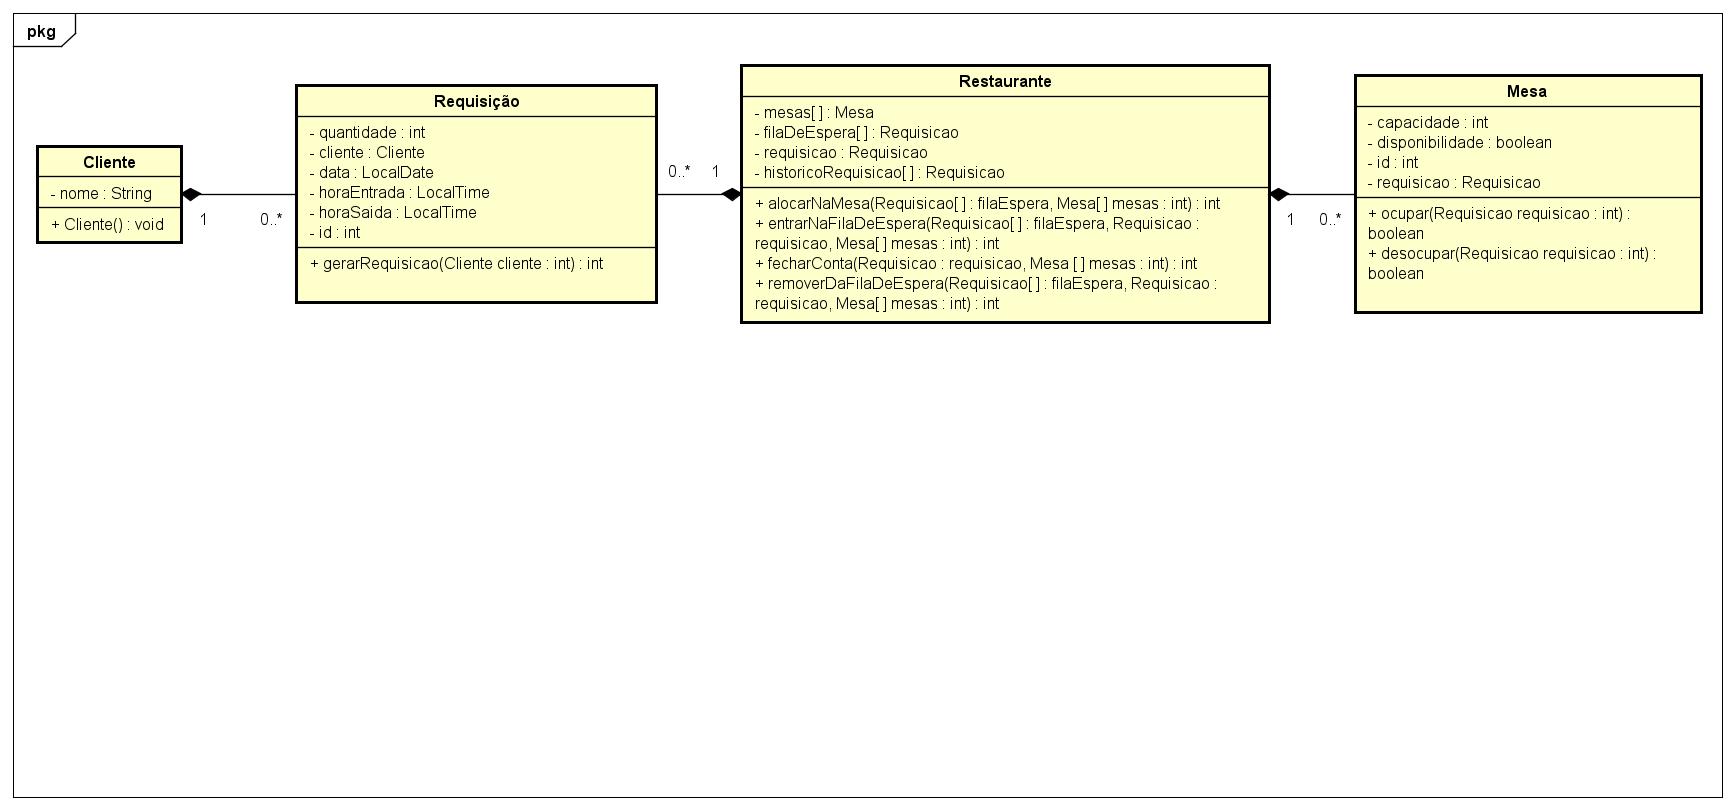 pkg
Cliente
- nome : String
+ Cliente() : void
1
0..*
Requisição
- quantidade : int
- cliente : Cliente
- data : LocalDate
- horaEntrada : LocalTime
- horaSaida : LocalTime
- id : int
+ gerarRequisicao(Cliente cliente : int) : int
0..*
1
Restaurante
- mesas[ ] : Mesa
- filaDeEspera[ ] : Requisicao
- requisicao : Requisicao
- historicoRequisicao[ ] : Requisicao
+ alocarNaMesa(Requisicao[ ] : filaEspera, Mesa[ ] mesas : int) : int
+ entrarNaFilaDeEspera(Requisicao[ ] : filaEspera, Requisicao :
requisicao, Mesa[ ] mesas : int) : int
+ fecharConta(Requisicao : requisicao, Mesa [ ] mesas : int) : int
+ removerDaFilaDeEspera(Requisicao[ ] : filaEspera, Requisicao :
requisicao, Mesa[ ] mesas : int) : int
1
0..*
Mesa
- capacidade : int
- disponibilidade : boolean
- id : int
- requisicao : Requisicao
+ ocupar(Requisicao requisicao : int) :
boolean
+ desocupar(Requisicao requisicao : int) :
boolean